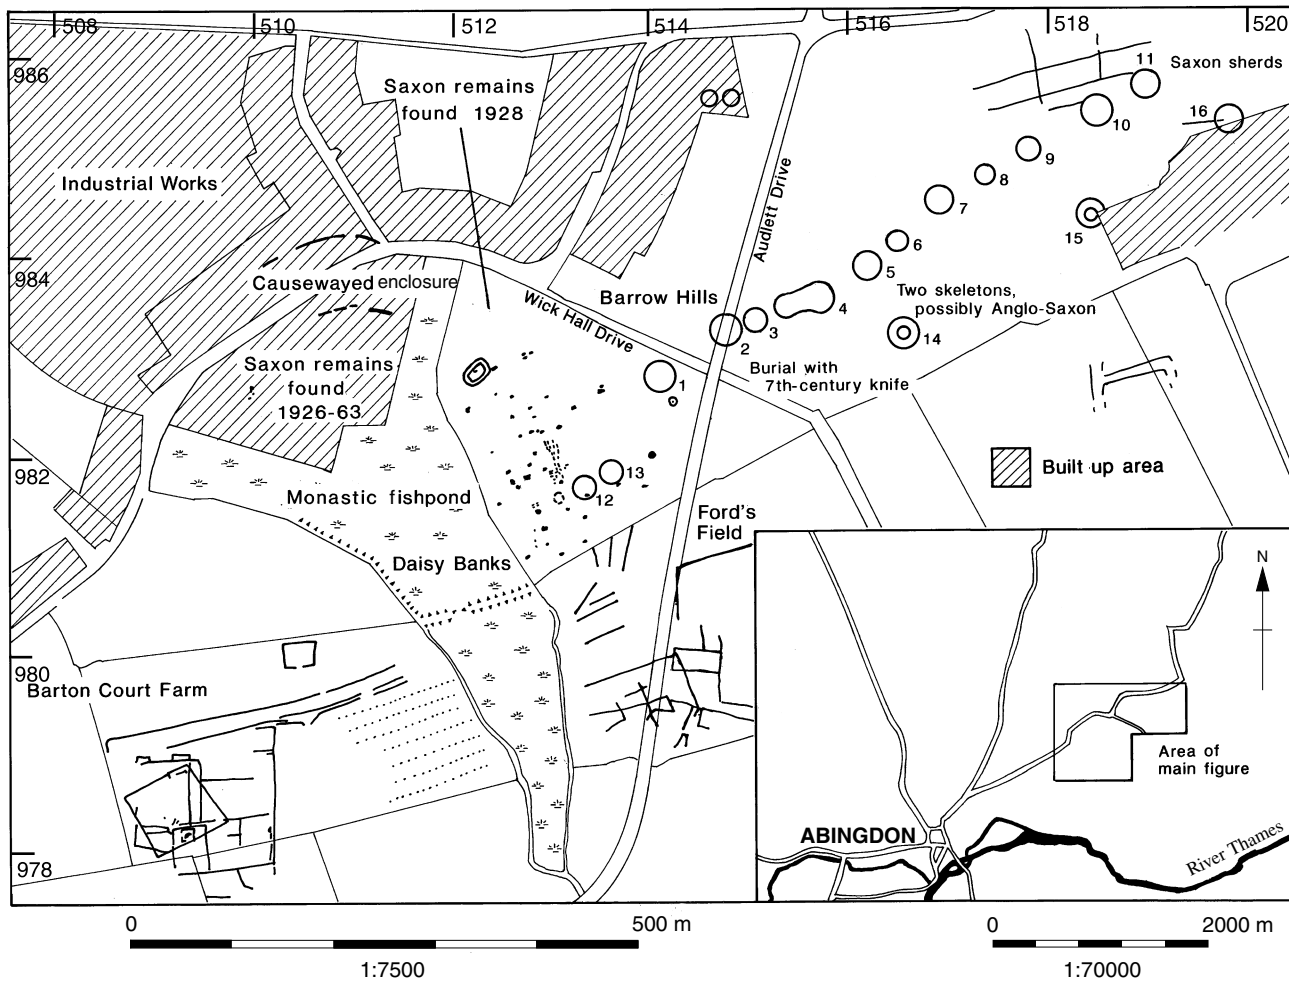 508
510
512
514
516
518
520
986
984
982
980
978
Saxon remains
found 1928
Industrial Works
Audlett Drive
Saxon sherds
11
10
16
9
8
7
15
6
5
Causewayed enclosure
Barrow Hills
Wick Hall Drive
4
3
2
Two skeletons,
possibly Anglo-Saxon
14
Saxon remains
found
1926-63
1
Burial with
7th-century knife
13
12
Built up area
Monastic fishpond
Ford's
Field
Daisy Banks
Barton Court Farm
N
Area of
main figure
ABINGDON
River Thames
0
500 m
1:7500
0
2000 m
1:70000